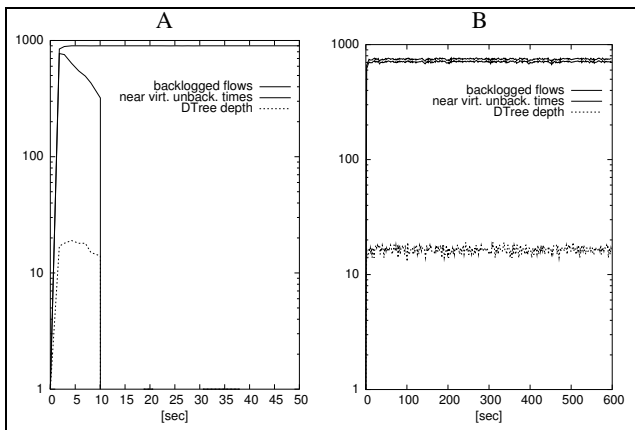 A
1000
100
10
1
backlogged flows
near virt. unback. times
DTree depth
0 5 10 15 20 25 30 35 40 45 50
[sec]
B
1000
100
10
1
backlogged flows
near virt. unback. times
DTree depth
0 100 200 300 400 500 600
[sec]